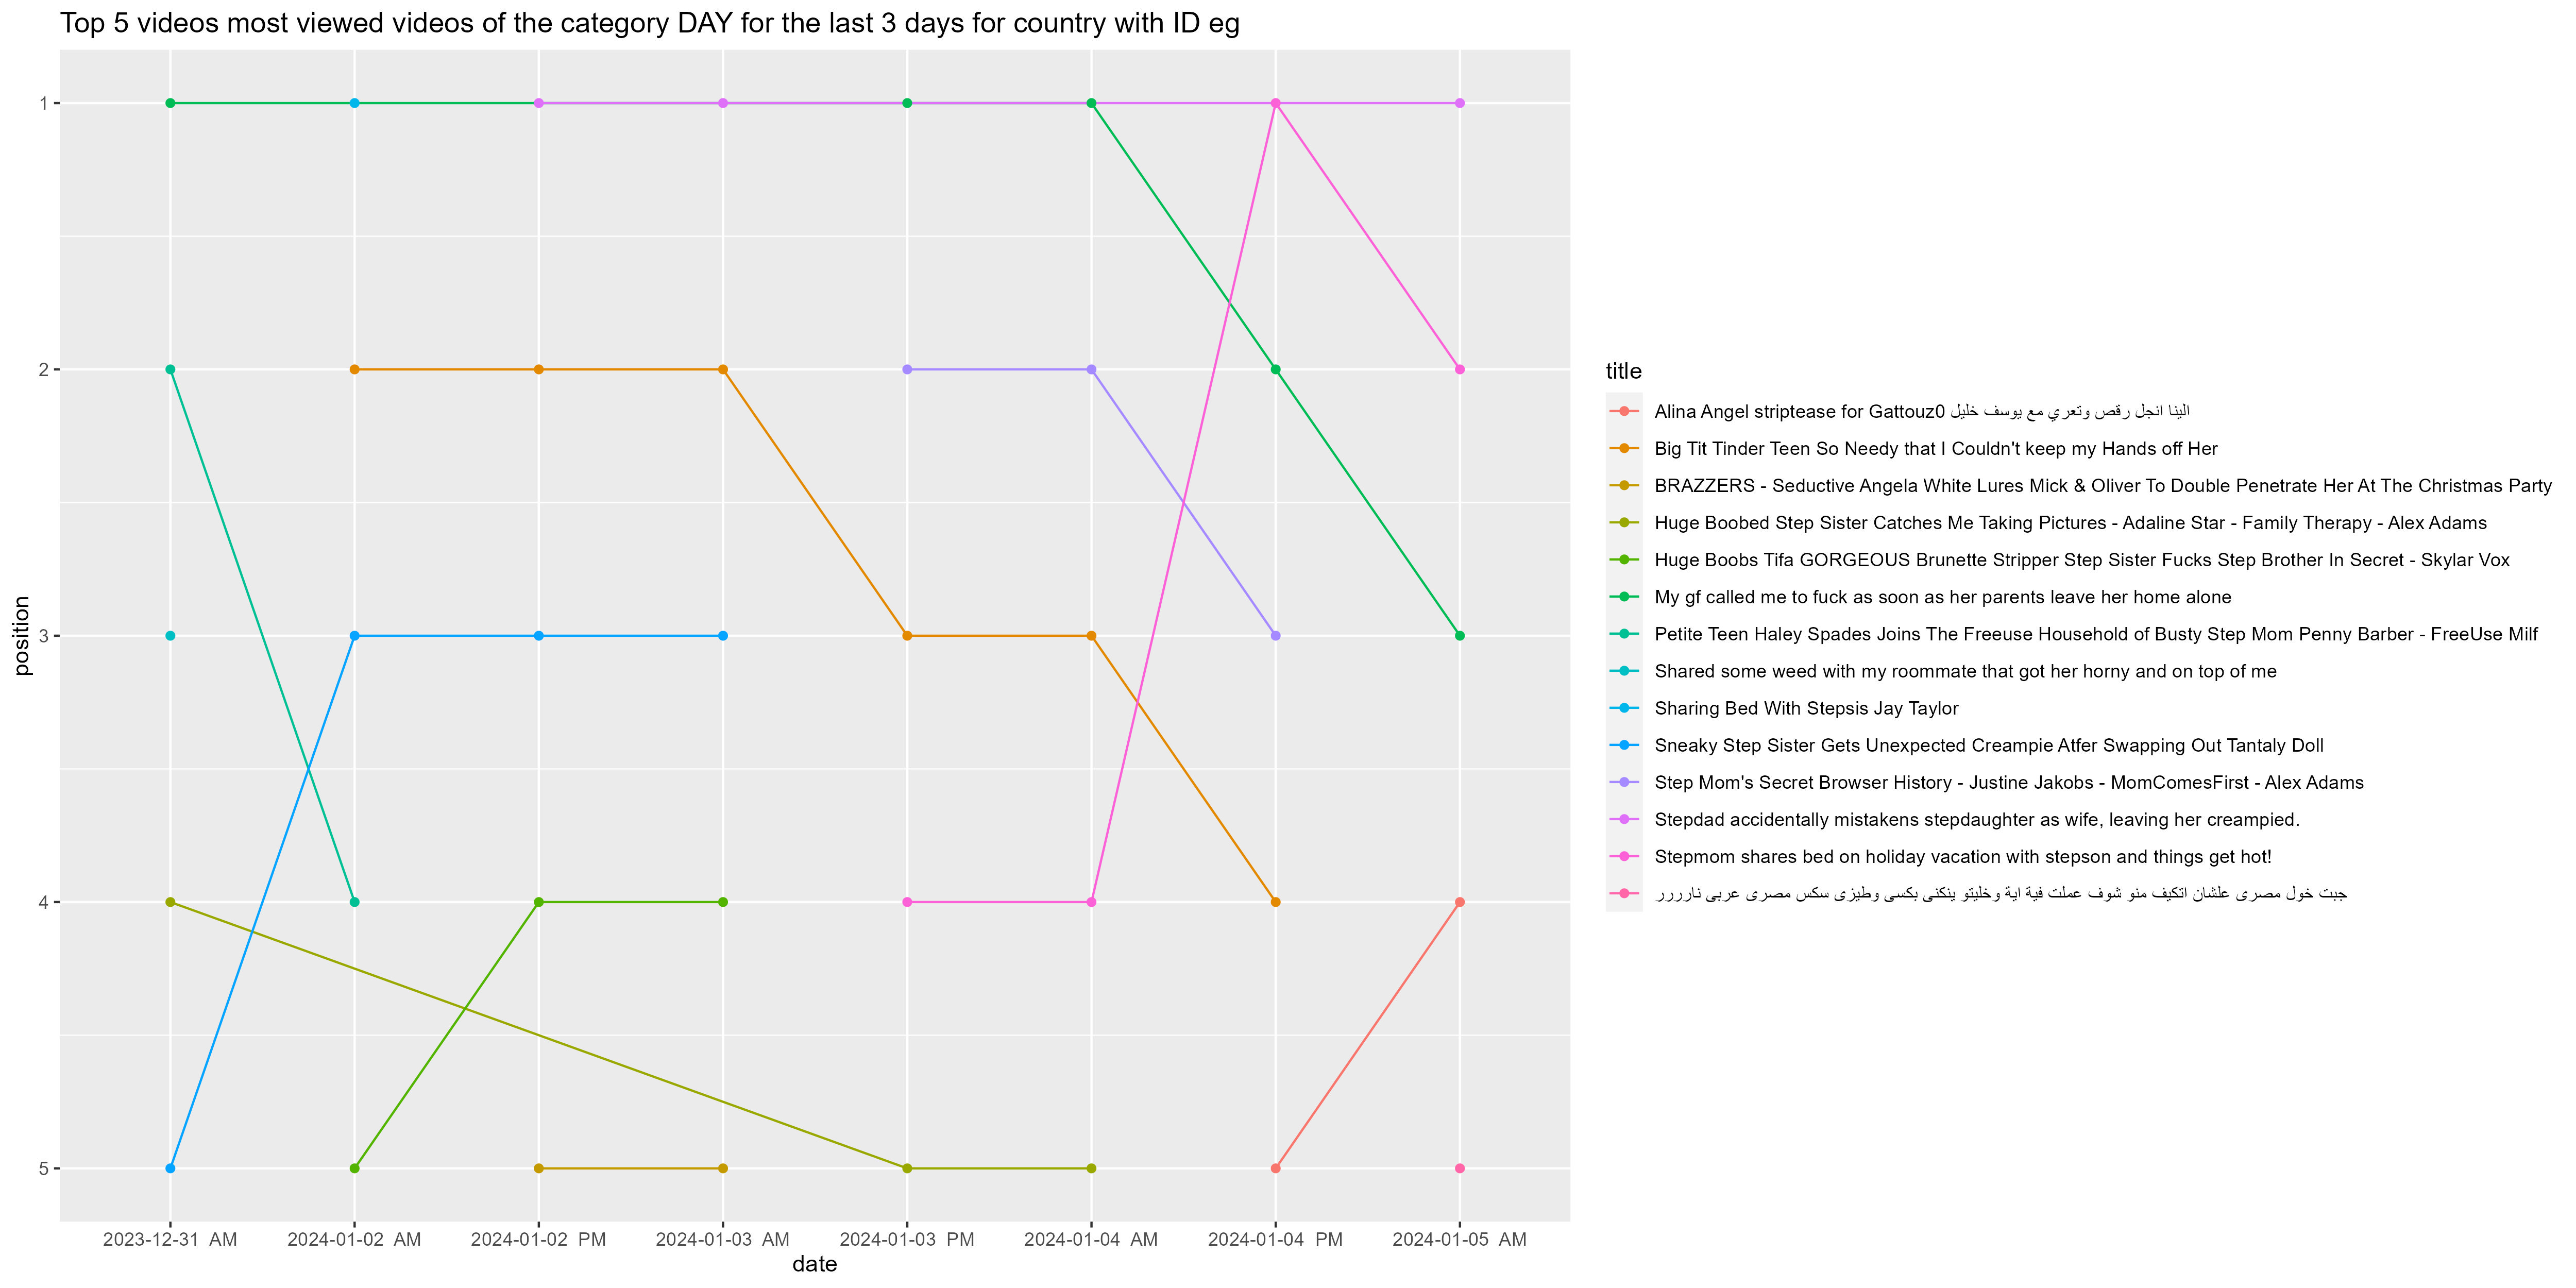 Top 5 videos most viewed videos of the category DAY for the last 3 days for country with ID eg
1
2
3
4
5
position
2023-12-31 AM
2024-01-02 AM
2024-01-02 PM
2024-01-03 AM
2024-01-03 PM
2024-01-04 AM
2024-01-04 PM
2024-01-05 AM
date
title
Alina Angel striptease for Gattouz0 الينا انجل رقص وتعري مع يوسف خليل
Big Tit Tinder Teen So Needy that I Couldn't keep my Hands off Her
BRAZZERS - Seductive Angela White Lures Mick & Oliver To Double Penetrate Her At The Christmas Party
Huge Boobed Step Sister Catches Me Taking Pictures - Adaline Star - Family Therapy - Alex Adams
Huge Boobs Tifa GORGEOUS Brunette Stripper Step Sister Fucks Step Brother In Secret - Skylar Vox
My gf called me to fuck as soon as her parents leave her home alone
Petite Teen Haley Spades Joins The Freeuse Household of Busty Step Mom Penny Barber - FreeUse Milf
Shared some weed with my roommate that got her horny and on top of me
Sharing Bed With Stepsis Jay Taylor
Sneaky Step Sister Gets Unexpected Creampie Atfer Swapping Out Tantaly Doll
Step Mom's Secret Browser History - Justine Jakobs - MomComesFirst - Alex Adams
Stepdad accidentally mistakens stepdaughter as wife, leaving her creampied.
Stepmom shares bed on holiday vacation with stepson and things get hot!
جبت خول مصرى علشان اتكيف منو شوف عملت فية اية وخليتو ينكنى بكسى وطيزى سكس مصرى عربى نارررر